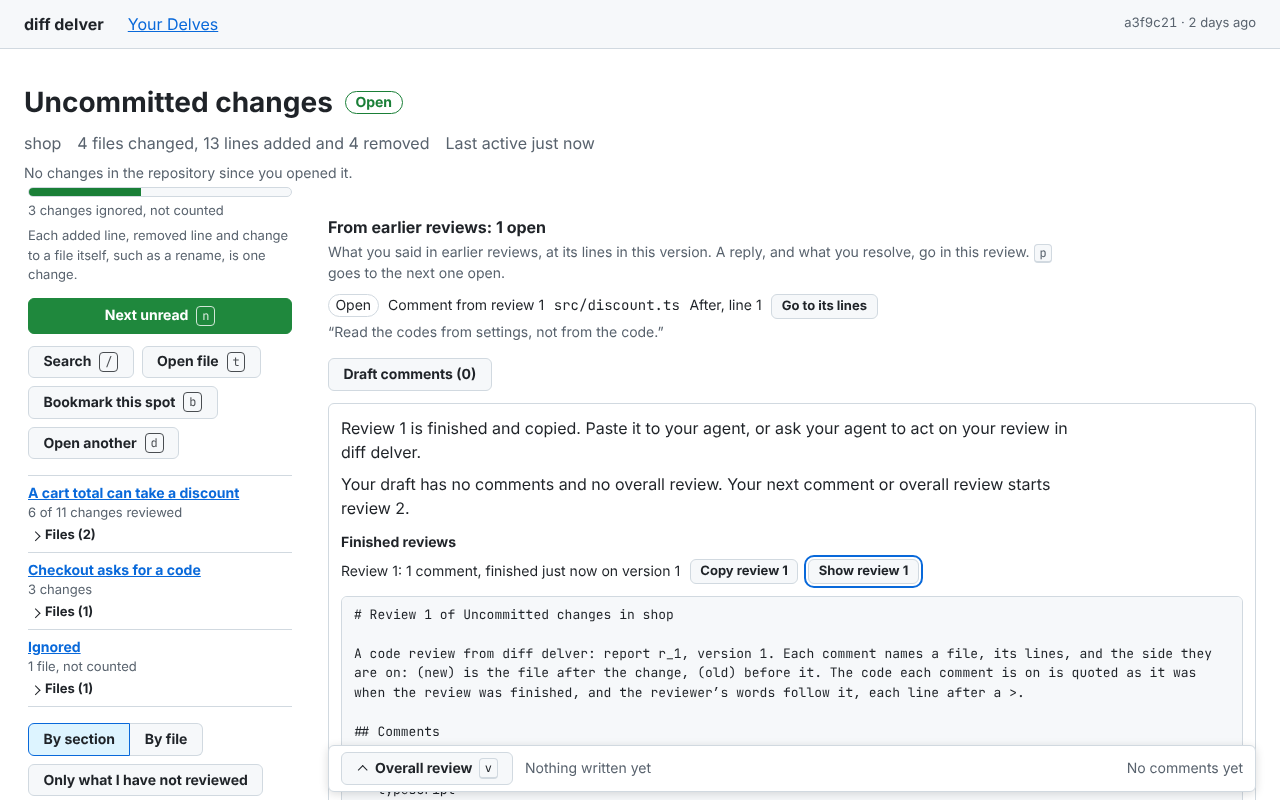 diff delver Your Delves a3f9c21 · 2 days ago
Uncommitted changes Open
shop 4 files changed, 13 lines added and 4 removed Last active just now
No changes in the repository since you opened it.
3 changes ignored, not counted
Each added line, removed line and change
to a file itself, such as a rename, is one
change.
Next unread n
Search / Open file t
Bookmark this spot b
Open another d
A cart total can take a discount
6 of 11 changes reviewed
Files (2)
Checkout asks for a code
3 changes
Files (1)
Ignored
1 file, not counted
Files (1)
By section By file
Only what I have not reviewed
From earlier reviews: 1 open
What you said in earlier reviews, at its lines in this version. A reply, and what you resolve, go in this review. p
goes to the next one open.
Open Comment from review 1 src/discount.ts After, line 1 Go to its lines
“Read the codes from settings, not from the code.”
Draft comments (0)
Review 1 is finished and copied. Paste it to your agent, or ask your agent to act on your review in
diff delver.
Your draft has no comments and no overall review. Your next comment or overall review starts
review 2.
Finished reviews
Review 1: 1 comment, finished just now on version 1 Copy review 1 Show review 1
# Review 1 of Uncommitted changes in shop
A code review from diff delver: report r_1, version 1. Each comment names a file, its lines, and the side they
are on: (new) is the file after the change, (old) before it. The code each comment is on is quoted as it was
when the review was finished, and the reviewer’s words follow it, each line after a >.
## Comments
Overall review v Nothing written yet No comments yet